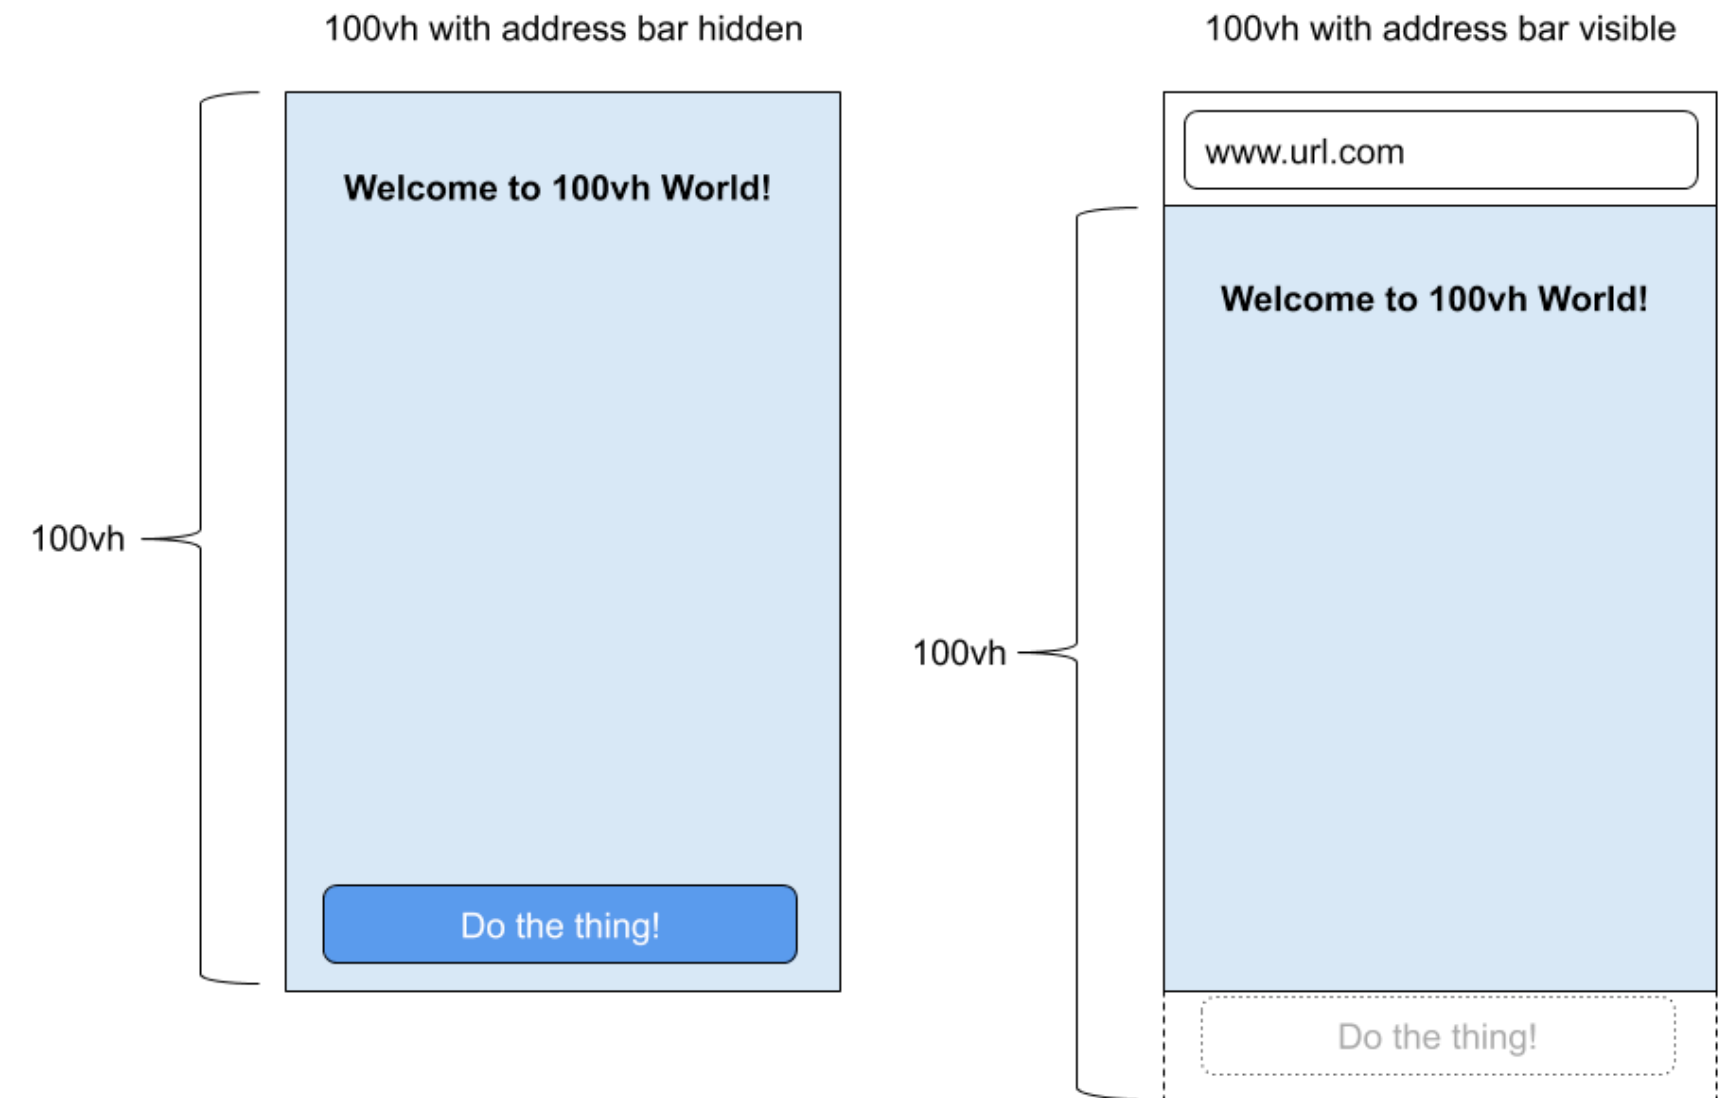 100vh with address bar hidden
100vh with address bar visible
www.url.com
Welcome to 100vh World!
Welcome to 100vh World!
100vh
100vh
Do the thing!
Do the thing!